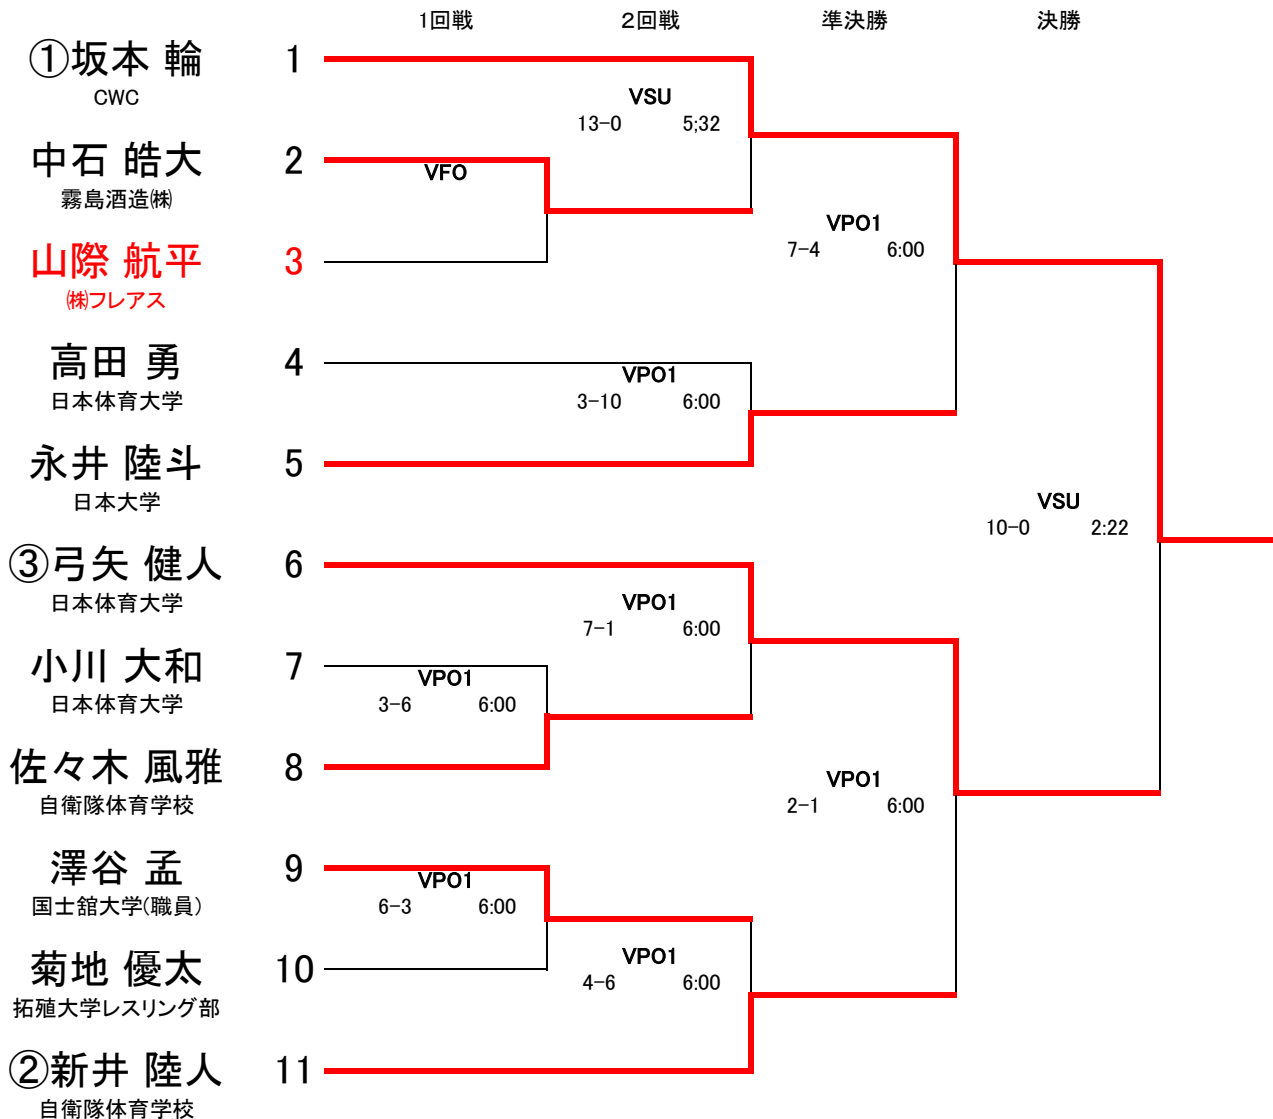 1回戦 2回戦 準決勝 決勝
①坂本 輪 1
CWC
VSU
13-0 5;32
中石 皓大 2
霧島酒造㈱
VFO
山際 航平 3
㈱フレアス
VPO1
7-4 6:00
高田 勇 4
日本体育大学
VPO1
3-10 6:00
永井 陸斗 5
日本大学
VSU
10-0 2:22
③弓矢 健人 6
日本体育大学
VPO1
7-1 6:00
小川 大和 7
日本体育大学
VPO1
3-6 6:00
佐々木 風雅 8
自衛隊体育学校
VPO1
2-1 6:00
澤谷 孟 9
国士舘大学(職員)
VPO1
6-3 6:00
菊地 優太 10
拓殖大学レスリング部
VPO1
4-6 6:00
②新井 陸人 11
自衛隊体育学校